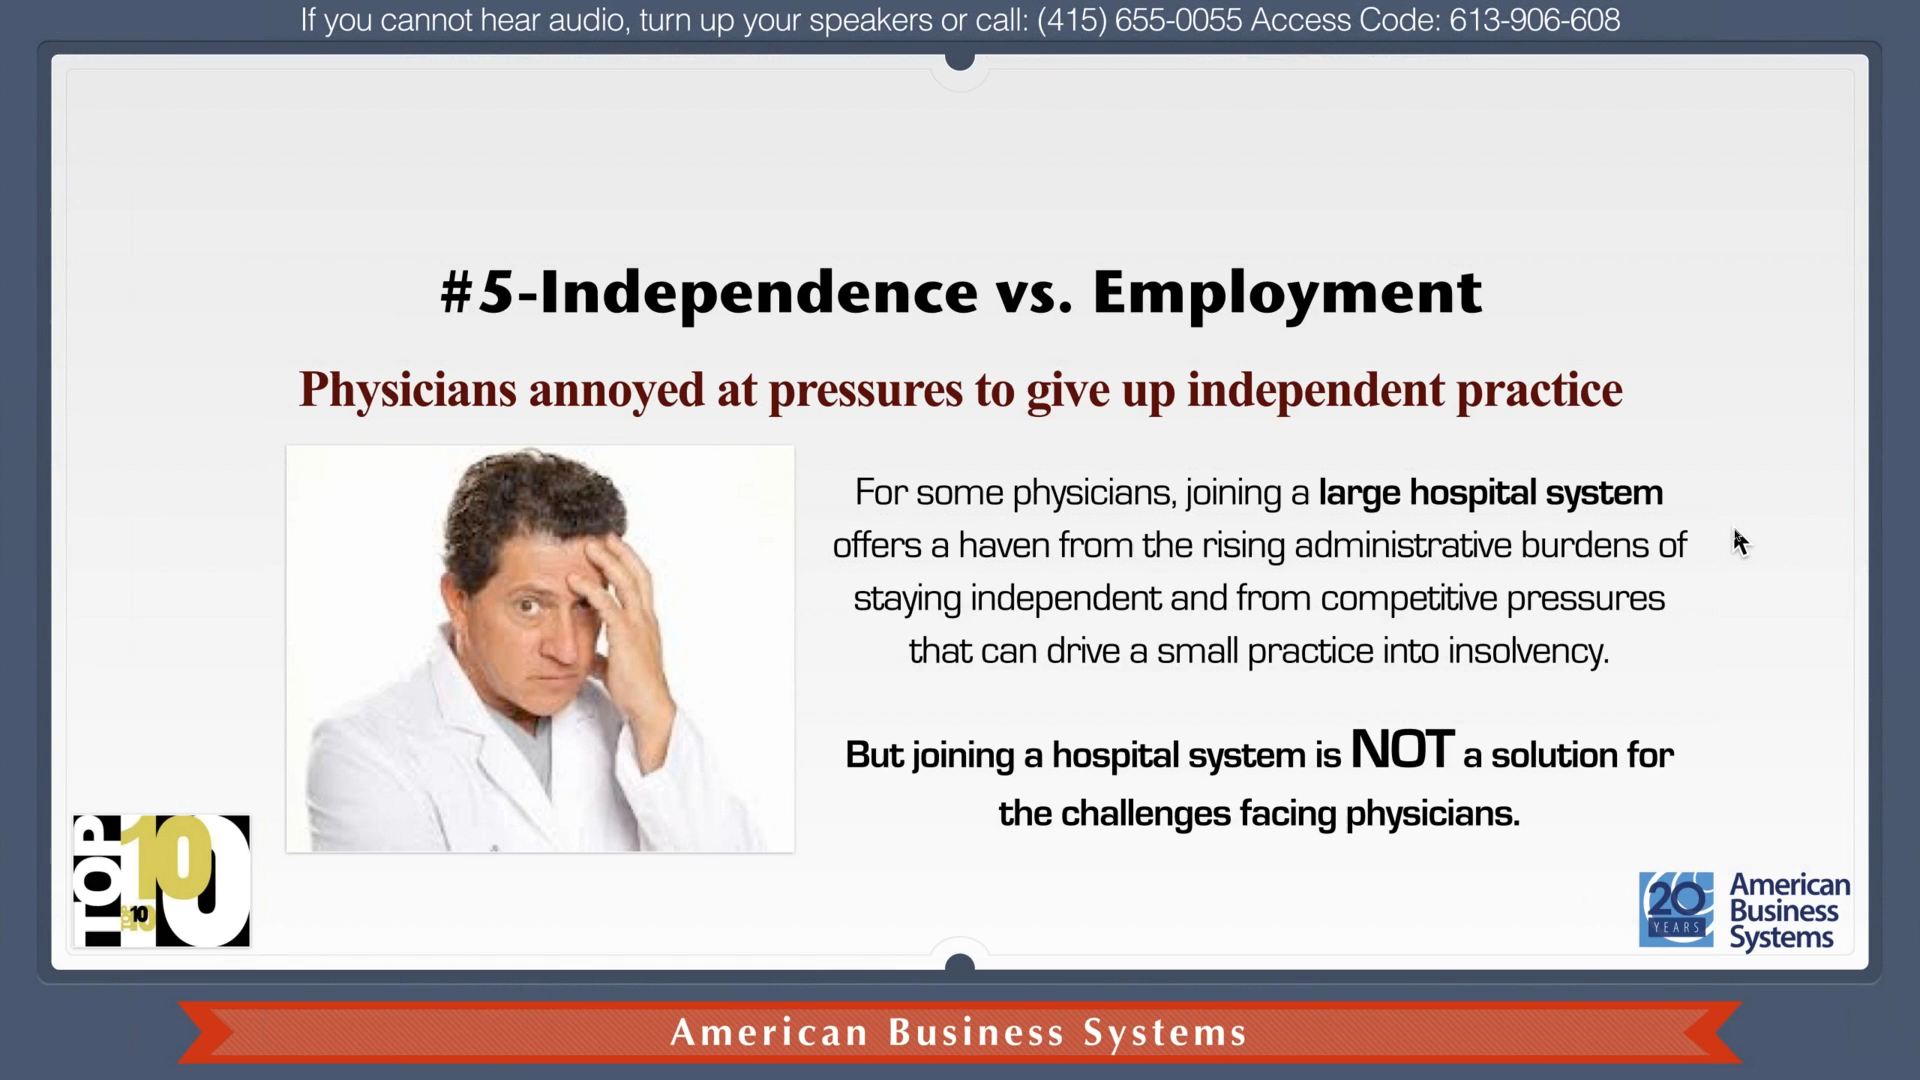 If you cannot hear audio, turn up your speakers or call: (415) 655-0055 Access Code: 613-906-608
#5-Independence vs. Employment
Physicians annoyed at pressures to give up independent practice
For some physicians, joining a large hospital system
offers a haven from the rising administrative burdens of
staying independent and from competitive pressures
that can drive a small practice into insolvency.
But joining a hospital system is NOT a solution for
the challenges facing physicians.
TOP
10
10
20
YEARS
American
Business
Systems
American Business Systems